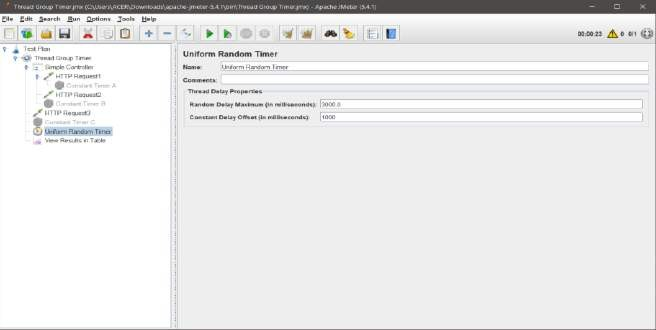 Thread Group Timer.jmx (C:\Users\ACER\Downloads\apache-jmeter-5.4.1\bin\Thread Group Timer.jmx) - Apache JMeter (5.4.1)
File Edit Search Run Options Tools Help
00:00:23 0 0/1
Test Plan
Thread Group Timer
Simple Controller
HTTP Request1
Constant Timer A
HTTP Request2
Constant Timer B
HTTP Request3
Constant Timer C
Uniform Random Timer
View Results in Table
Uniform Random Timer
Name: Uniform Random Timer
Comments:
Thread Delay Properties
Random Delay Maximum (in milliseconds): 3000.0
Constant Delay Offset (in milliseconds): 1000